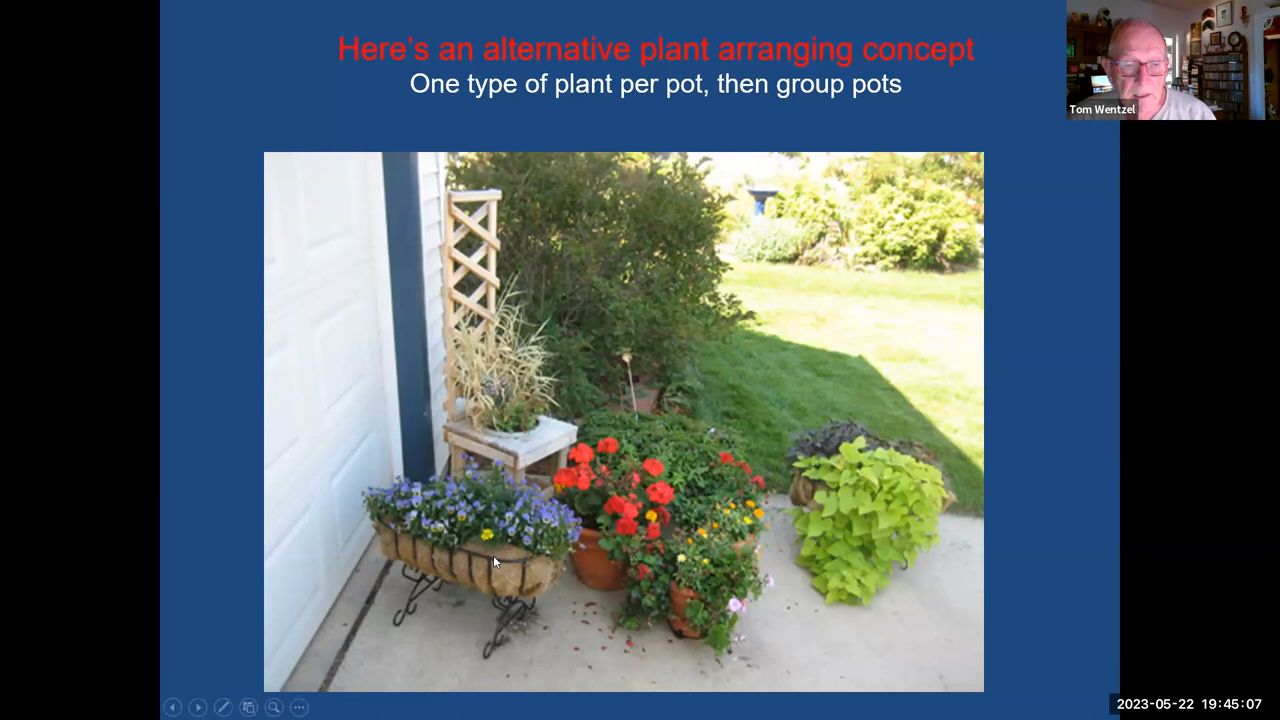 Here's an alternative plant arranging concept
One type of plant per pot, then group pots
Tom Wentzel
2023-05-22 19:45:07